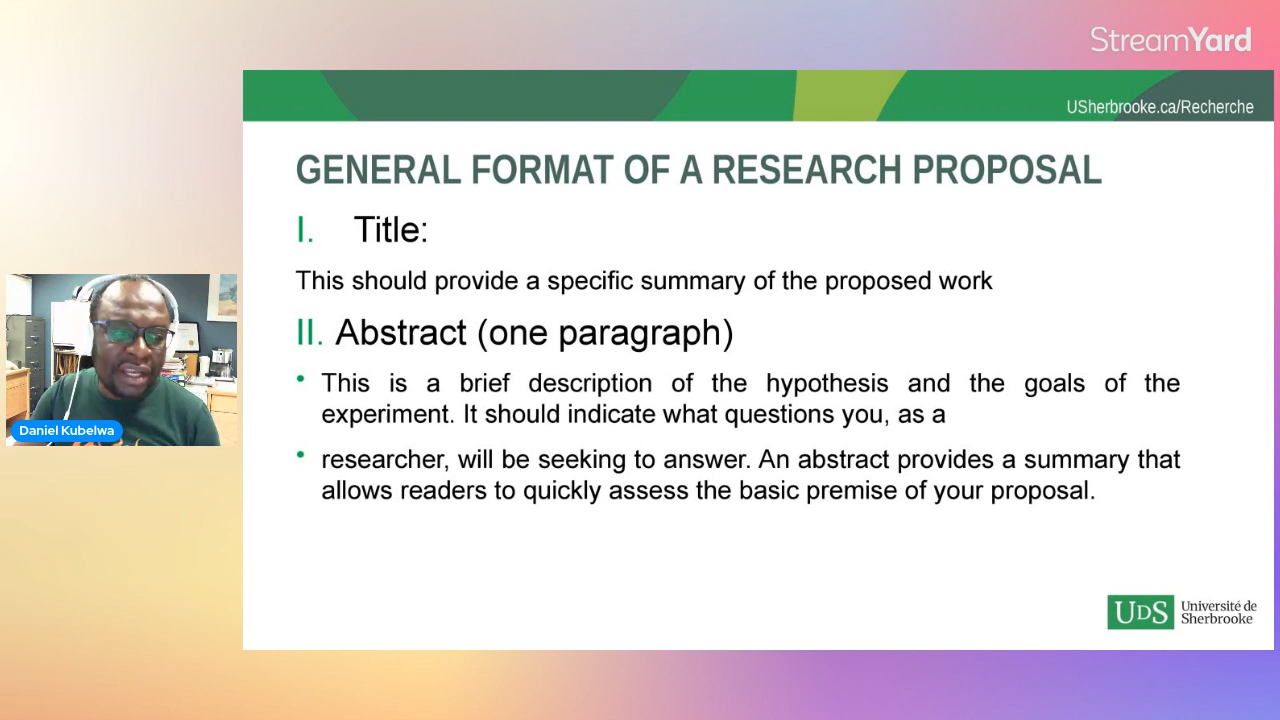 StreamYard
USherbrooke.ca/Recherche
GENERAL FORMAT OF A RESEARCH PROPOSAL
I. Title:
This should provide a specific summary of the proposed work
II. Abstract (one paragraph)
• This is a brief description of the hypothesis and the goals of the
experiment. It should indicate what questions you, as a
• researcher, will be seeking to answer. An abstract provides a summary that
allows readers to quickly assess the basic premise of your proposal.
Daniel Kubelwa
UDS Université de
Sherbrooke